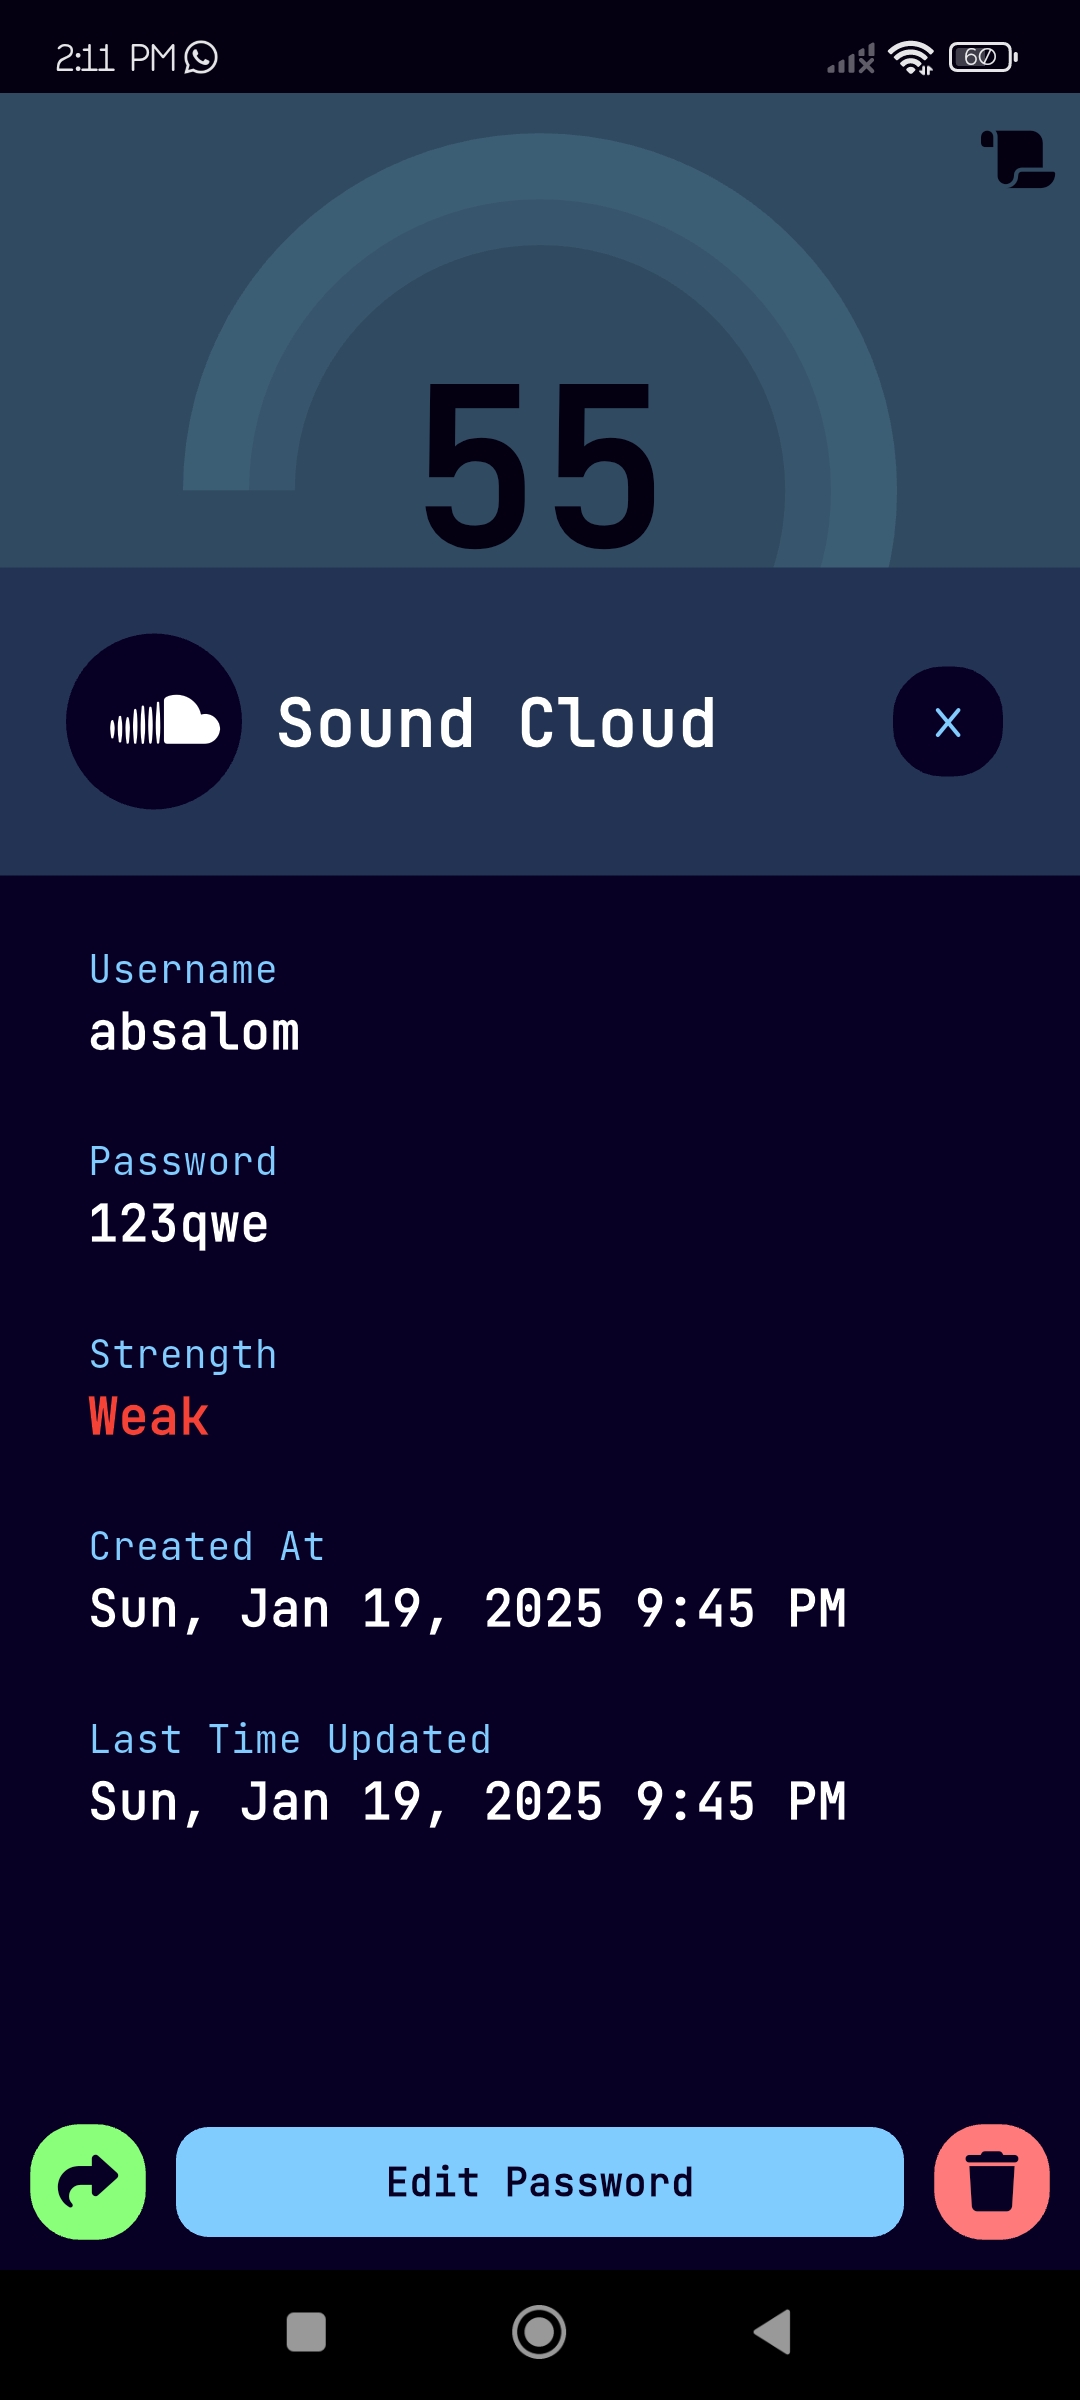 2:11 PM
60
55
Sound Cloud
X
Username
absalom
Password
123qwe
Strength
Weak
Created At
Sun, Jan 19, 2025 9:45 PM
Last Time Updated
Sun, Jan 19, 2025 9:45 PM
Edit Password